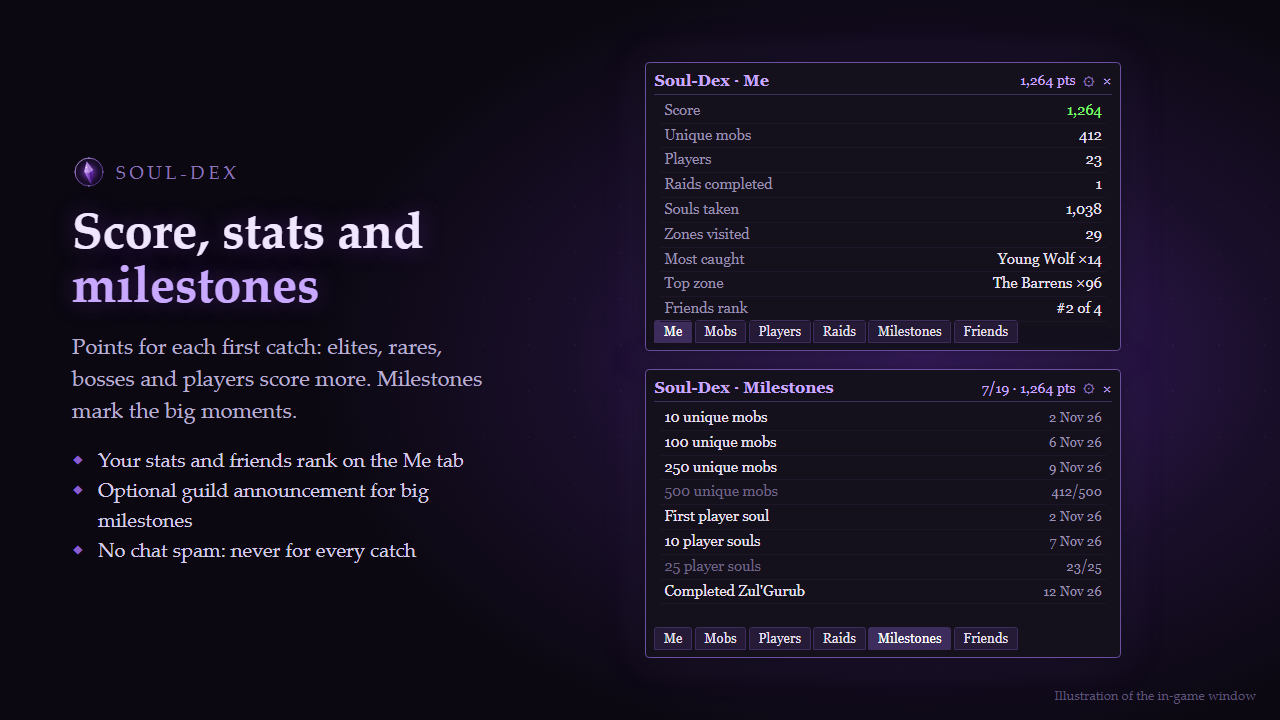 SOUL-DEX
Score, stats and
milestones
Points for each first catch: elites, rares,
bosses and players score more. Milestones
mark the big moments.
Your stats and friends rank on the Me tab
Optional guild announcement for big
milestones
No chat spam: never for every catch
Soul-Dex · Me 1,264 pts ×
Score 1,264
Unique mobs 412
Players 23
Raids completed 1
Souls taken 1,038
Zones visited 29
Most caught Young Wolf ×14
Top zone The Barrens ×96
Friends rank #2 of 4
Me Mobs Players Raids Milestones Friends
Soul-Dex · Milestones 7/19 · 1,264 pts ×
10 unique mobs 2 Nov 26
100 unique mobs 6 Nov 26
250 unique mobs 9 Nov 26
500 unique mobs 412/500
First player soul 2 Nov 26
10 player souls 7 Nov 26
25 player souls 23/25
Completed Zul'Gurub 12 Nov 26
Me Mobs Players Raids Milestones Friends
Illustration of the in-game window